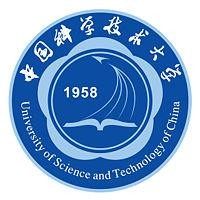 中国科学技术大学
1958
University of Science and Technology of China